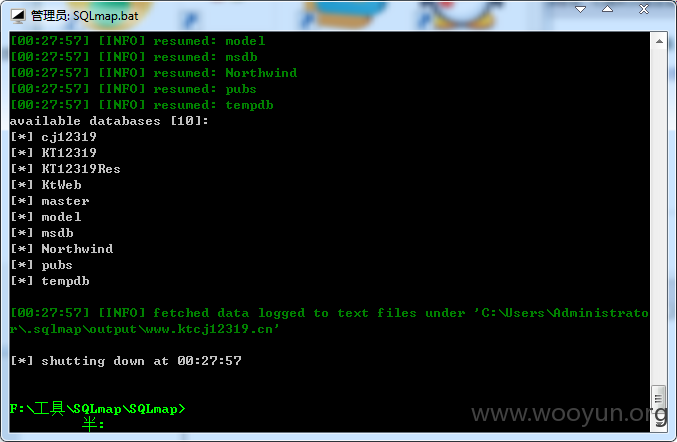 管理员: SQLmap.bat
[00:27:57] [INFO] resumed: model
[00:27:57] [INFO] resumed: msdb
[00:27:57] [INFO] resumed: Northwind
[00:27:57] [INFO] resumed: pubs
[00:27:57] [INFO] resumed: tempdb
available databases [10]:
[*] cj12319
[*] KT12319
[*] KT12319Res
[*] KtWeb
[*] master
[*] model
[*] msdb
[*] Northwind
[*] pubs
[*] tempdb
[00:27:57] [INFO] fetched data logged to text files under 'C:\Users\Administrato
r\.sqlmap\output\www.ktcj12319.cn'
[*] shutting down at 00:27:57
F:\工具\SQLmap\SQLmap>
半:
www.wooyun.org